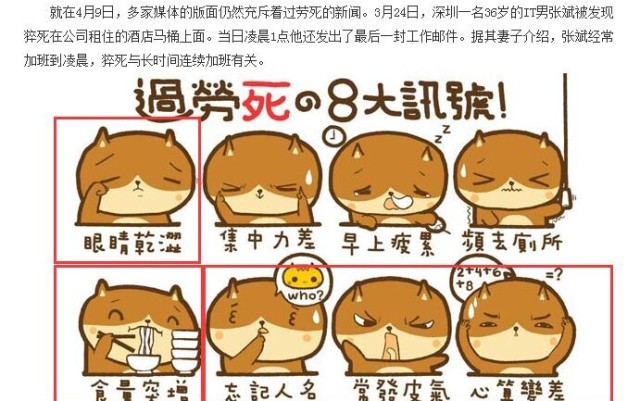 就在4月9日，多家媒体的版面仍然充斥着过劳死的新闻。3月24日，深圳一名36岁的IT男张斌被发现
猝死在公司租住的酒店马桶上面。当日凌晨1点他还发出了最后一封工作邮件。据其妻子介绍，张斌经常
加班到凌晨，猝死与长时间连续加班有关。
過勞死の8大訊號!
zzz
眼睛乾澀 集中力差 早上疲累 頻去廁所
who?
2+4+6
+8
=?
食量突增 忘記人名 常發皮氣 心算變差